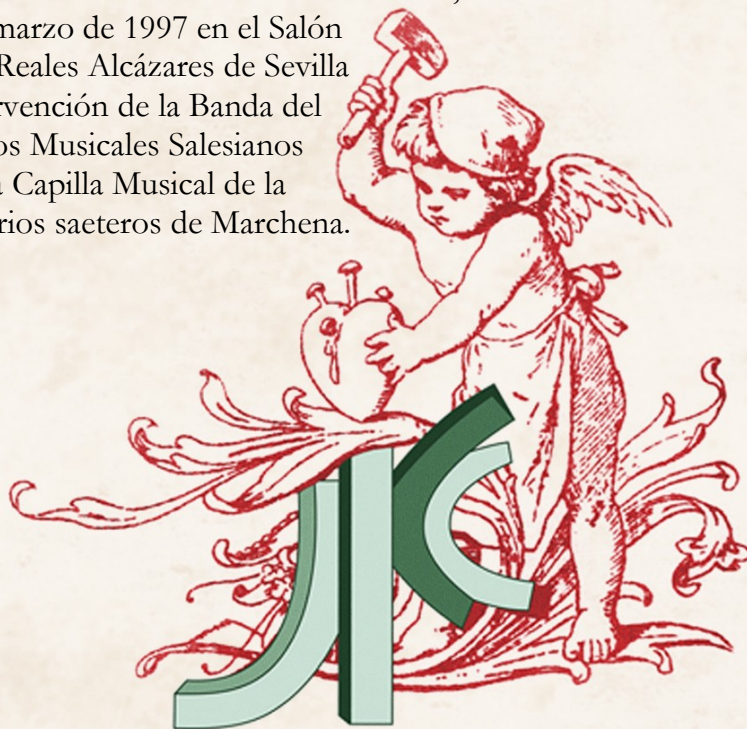 marzo de 1997 en el Salón
Reales Alcázares de Sevilla
rvención de la Banda del
os Musicales Salesianos
a Capilla Musical de la
rios saeteros de Marchena.
JK